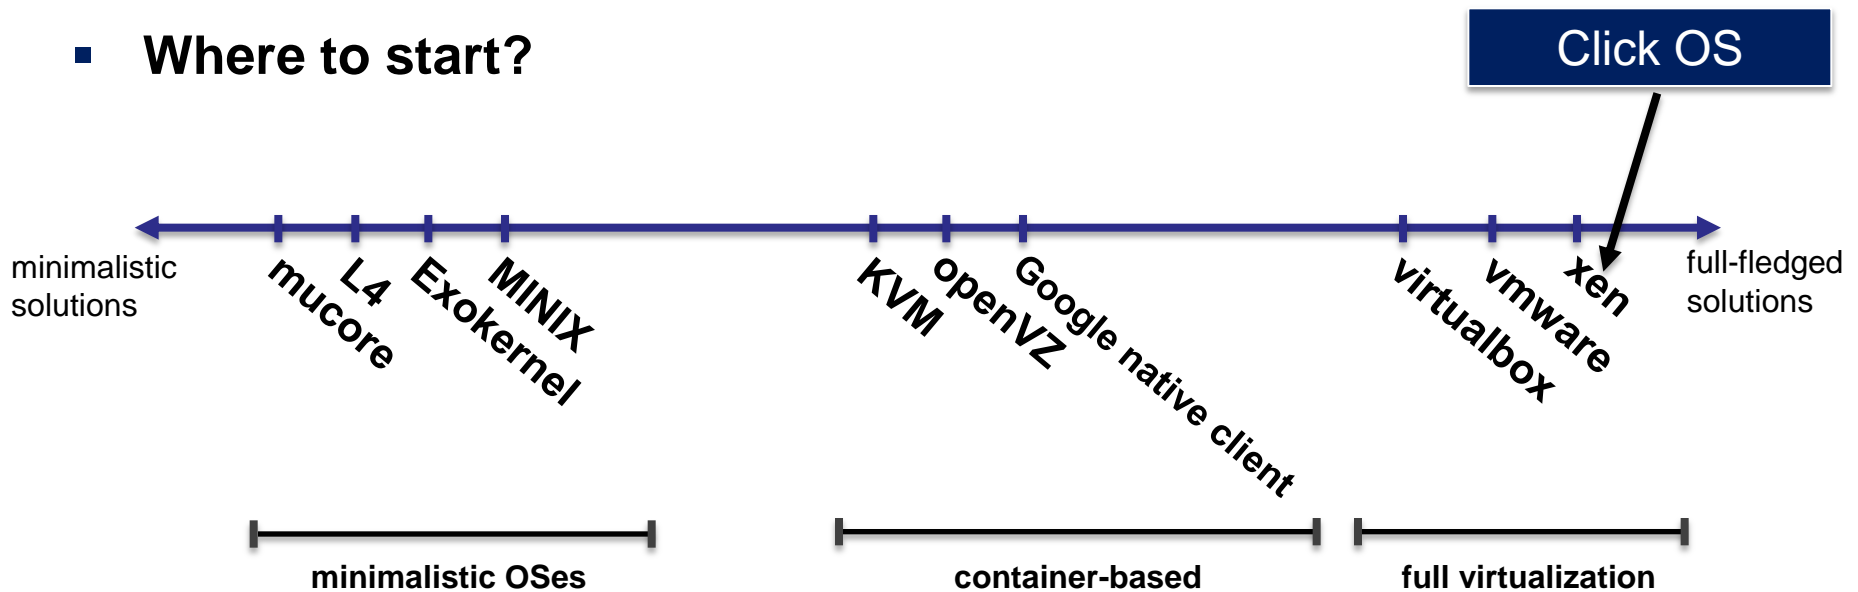 ▪ Where to start?
Click OS
minimalistic
solutions
mucore
L4
Exokernel
MINIX
KVM
openVZ
Google native client
virtualbox
vmware
xen
full-fledged
solutions
minimalistic OSes
container-based
full virtualization